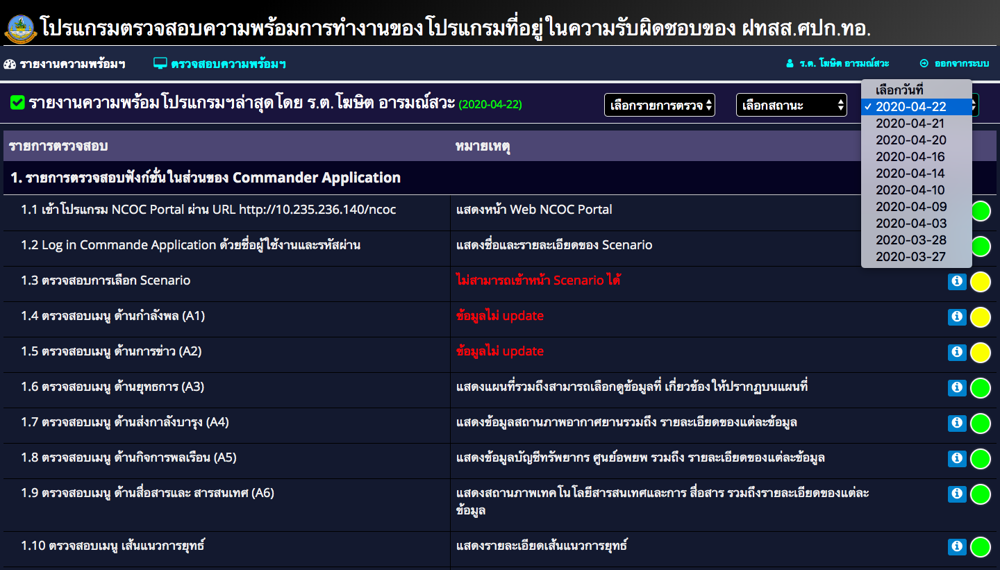 โปรแกรมตรวจสอบความพร้อมการทำงานของโปรแกรมที่อยู่ในความรับผิดชอบของ ฝทสส.ศปก.ทอ.
รายงานความพร้อมฯ ตรวจสอบความพร้อมฯ ร.ต. โฆษิต อารมณ์สวะ ออกจากระบบ
รายงานความพร้อมโปรแกรมฯล่าสุดโดย ร.ต.โฆษิต อารมณ์สวะ (2020-04-22) เลือกรายการตรวจ เลือกสถานะ
เลือกวันที่
✓ 2020-04-22
2020-04-21
2020-04-20
2020-04-16
2020-04-14
2020-04-10
2020-04-09
2020-04-03
2020-03-28
2020-03-27
รายการตรวจสอบ หมายเหตุ
1. รายการตรวจสอบฟังก์ชั่นในส่วนของ Commander Application
1.1 เข้าโปรแกรม NCOC Portal ผ่าน URL http://10.235.236.140/ncoc แสดงหน้า Web NCOC Portal
1.2 Log in Commande Application ด้วยชื่อผู้ใช้งานและรหัสผ่าน แสดงชื่อและรายละเอียดของ Scenario
1.3 ตรวจสอบการเลือก Scenario ไม่สามารถเข้าหน้า Scenario ได้
1.4 ตรวจสอบเมนู ด้านกำลังพล (A1) ข้อมูลไม่ update
1.5 ตรวจสอบเมนู ด้านการข่าว (A2) ข้อมูลไม่ update
1.6 ตรวจสอบเมนู ด้านยุทธการ (A3) แสดงแผนที่รวมถึงสามารถเลือกดูข้อมูลที่ เกี่ยวข้องให้ปรากฏบนแผนที่
1.7 ตรวจสอบเมนู ด้านส่งกาลังบารุง (A4) แสดงข้อมูลสถานภาพอากาศยานรวมถึง รายละเอียดของแต่ละข้อมูล
1.8 ตรวจสอบเมนู ด้านกิจการพลเรือน (A5) แสดงข้อมูลบัญชีทรัพยากร ศูนย์อพยพ รวมถึง รายละเอียดของแต่ละข้อมูล
1.9 ตรวจสอบเมนู ด้านสื่อสารและ สารสนเทศ (A6) แสดงสถานภาพเทคโนโลยีสารสนเทศและการ สื่อสาร รวมถึงรายละเอียดของแต่ละ
ข้อมูล
1.10 ตรวจสอบเมนู เส้นแนวการยุทธ์ แสดงรายละเอียดเส้นแนวการยุทธ์